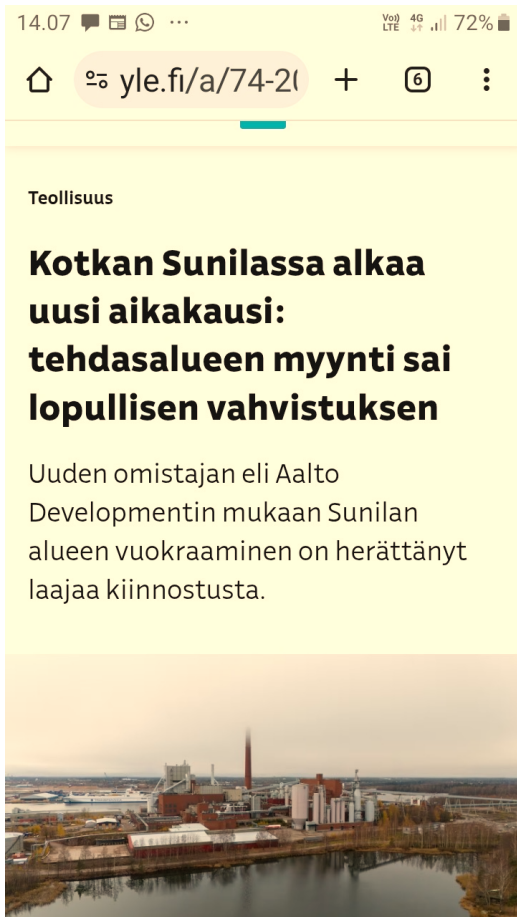 14.07 ··· Vo)) LTE 4G 72%
yle.fi/a/74-20 6
Teollisuus
Kotkan Sunilassa alkaa
uusi aikakausi:
tehdasalueen myynti sai
lopullisen vahvistuksen
Uuden omistajan eli Aalto
Developmentin mukaan Sunilan
alueen vuokraaminen on herättänyt
laajaa kiinnostusta.